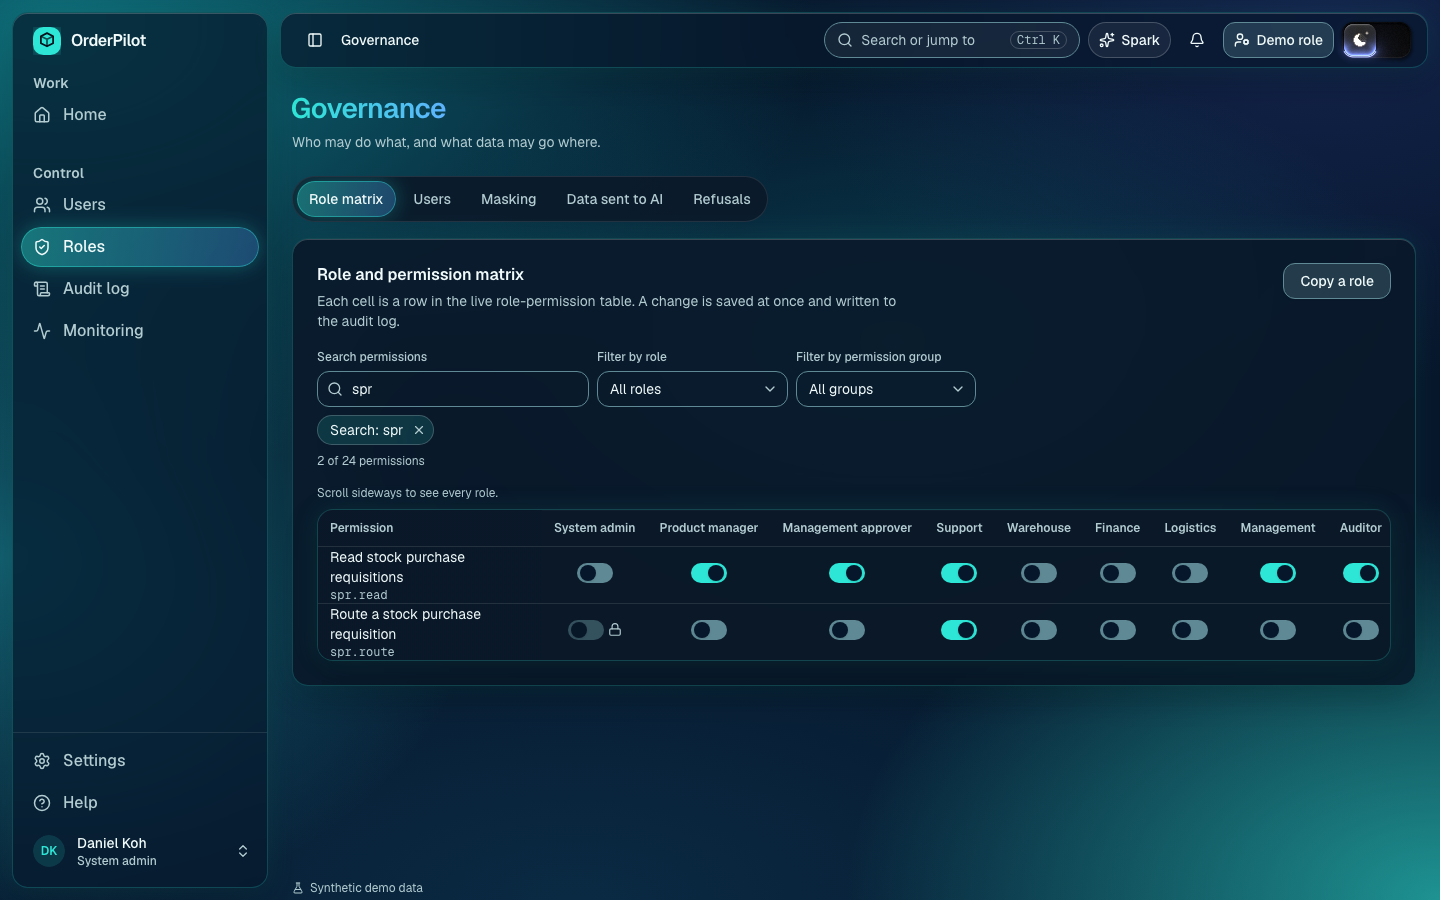 OrderPilot
Work
Home
Control
Users
Roles
Audit log
Monitoring
Settings
Help
DK
Daniel Koh
System admin
Governance
Search or jump to
Ctrl K
Spark
Demo role
Governance
Who may do what, and what data may go where.
Role matrix
Users
Masking
Data sent to AI
Refusals
Role and permission matrix
Each cell is a row in the live role-permission table. A change is saved at once and written to
the audit log.
Copy a role
Search permissions
Filter by role
Filter by permission group
spr
All roles
All groups
Search: spr
2 of 24 permissions
Scroll sideways to see every role.
Permission
System admin
Product manager
Management approver
Support
Warehouse
Finance
Logistics
Management
Auditor
Read stock purchase
requisitions
spr.read
Route a stock purchase
requisition
spr.route
Synthetic demo data